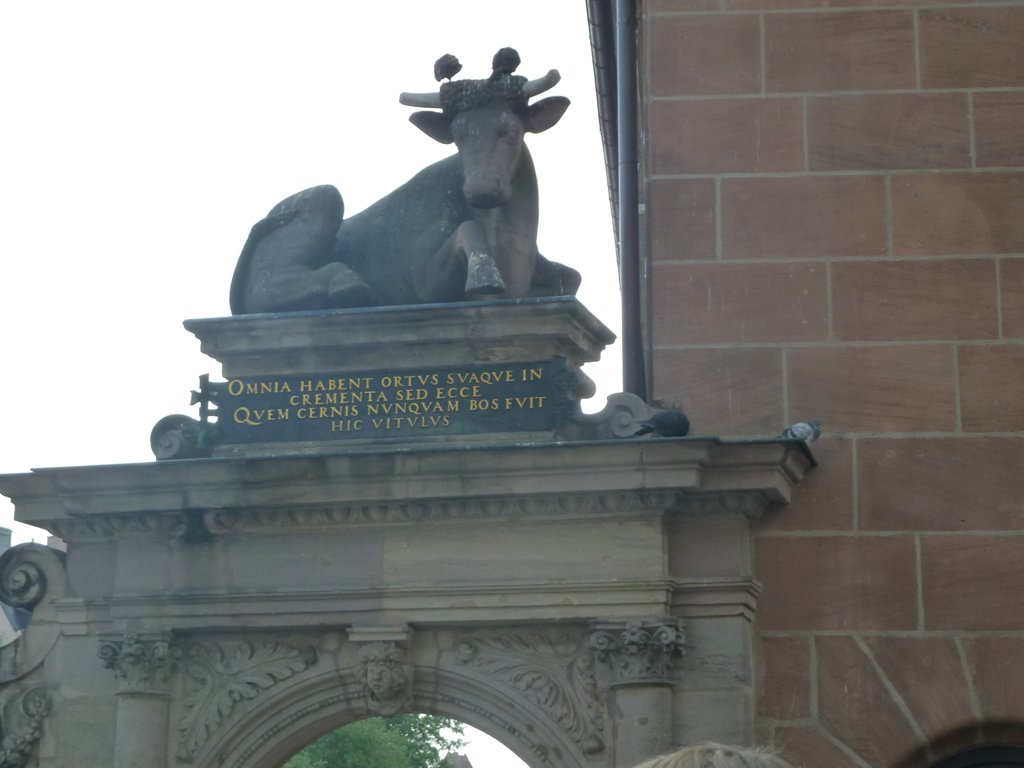 OMNIA HABENT ORTVS SVAQVE IN
CREMENTA SED ECCE
QVEM CERNIS NVNQVAM BOS FVIT
HIC VITVLVS